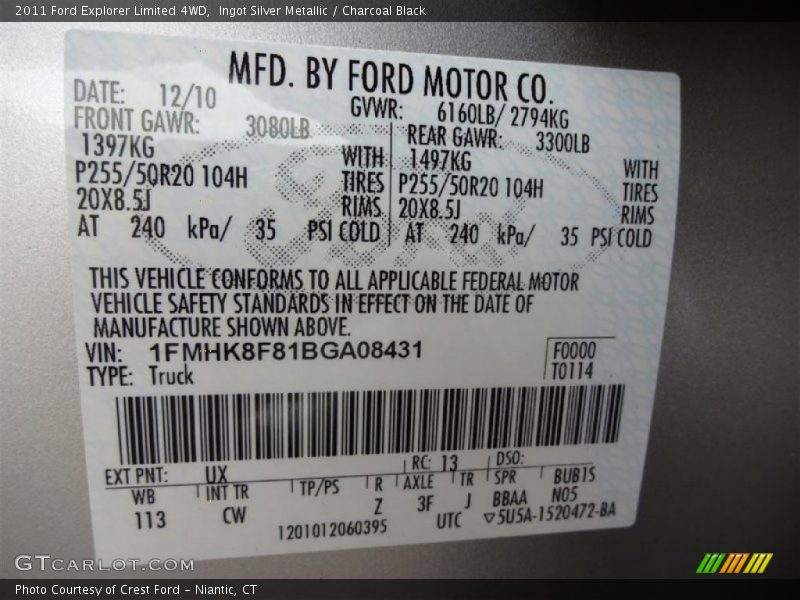 2011 Ford Explorer Limited 4WD,  Ingot Silver Metallic / Charcoal Black
MFD. BY FORD MOTOR CO.
DATE: 12/10 GVWR: 6160LB/ 2794KG
FRONT GAWR: 3080LB REAR GAWR: 3300LB
1397KG WITH 1497KG WITH
P255/50R20 104H TIRES P255/50R20 104H TIRES
20X8.5J RIMS 20X8.5J RIMS
AT 240 kPa/ 35 PSI COLD AT 240 kPa/ 35 PSI COLD
THIS VEHICLE CONFORMS TO ALL APPLICABLE FEDERAL MOTOR
VEHICLE SAFETY STANDARDS IN EFFECT ON THE DATE OF
MANUFACTURE SHOWN ABOVE.
VIN: 1FMHK8F81BGA08431 F0000
TYPE: Truck T0114
EXT PNT: UX RC: 13 DSO:
WB INT TR TP/PS R AXLE TR SPR BUB1S
113 CW Z 3F J BBAA N05
1201012060395 UTC ▽5U5A-1520472-BA
GTCARLOT.COM
Photo Courtesy of Crest Ford - Niantic, CT